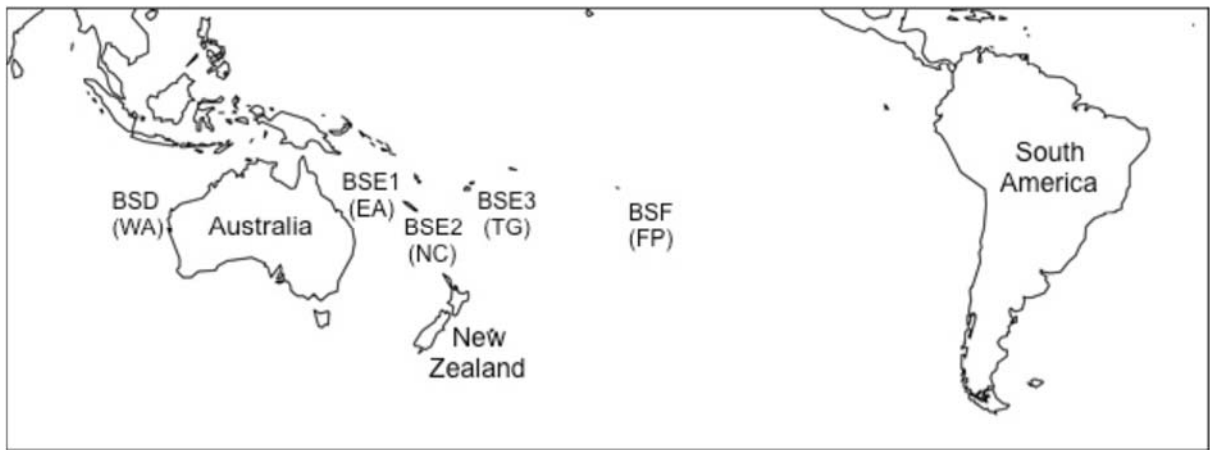 BSD
(WA)
Australia
BSE1
(EA)
BSE2
(NC)
BSE3
(TG)
BSF
(FP)
New
Zealand
South
America